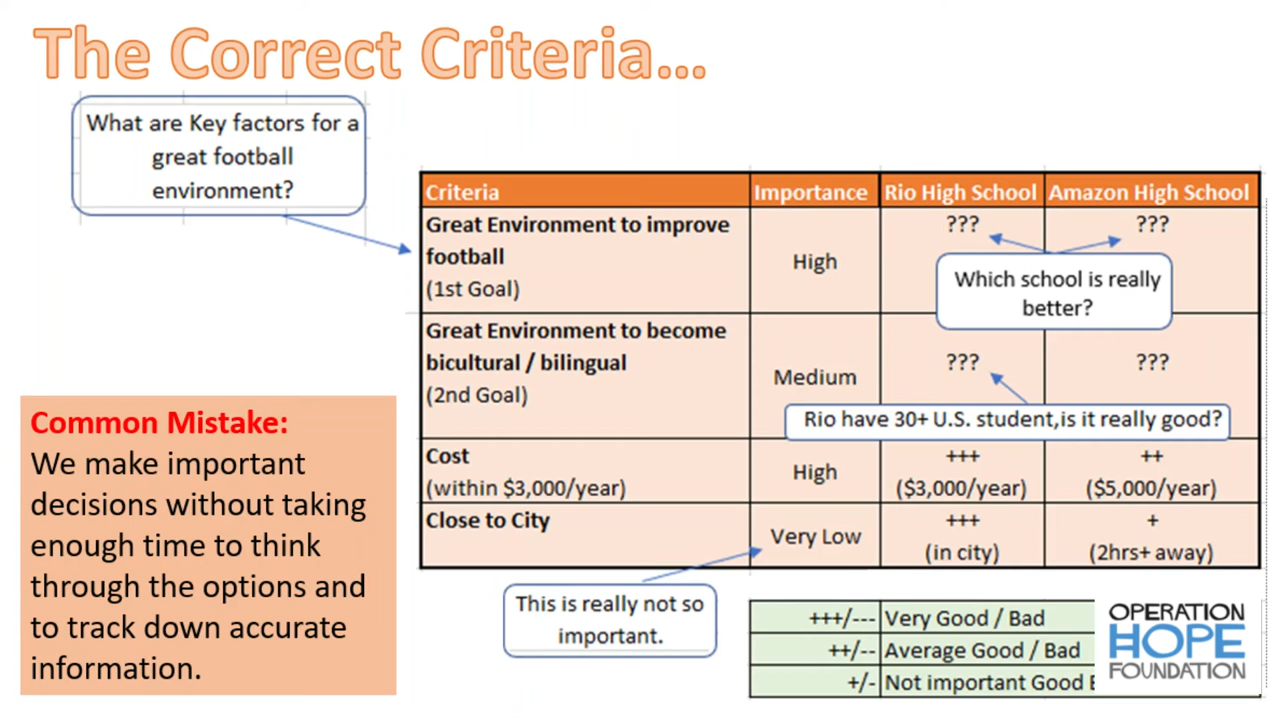 The Correct Criteria...
What are Key factors for a
great football
environment?
Criteria
Importance
Rio High School
Amazon High School
Great Environment to improve
football
(1st Goal)
High
???
???
Which school is really
better?
Great Environment to become
bicultural / bilingual
(2nd Goal)
Medium
???
???
Rio have 30+ U.S. student,is it really good?
Cost
(within $3,000/year)
High
+++
($3,000/year)
++
($5,000/year)
Close to City
Very Low
+++
(in city)
+
(2hrs+ away)
This is really not so
important.
Common Mistake:
We make important
decisions without taking
enough time to think
through the options and
to track down accurate
information.
+++/--- Very Good / Bad
++/-- Average Good / Bad
+/- Not important Good
OPERATION
HOPE
FOUNDATION